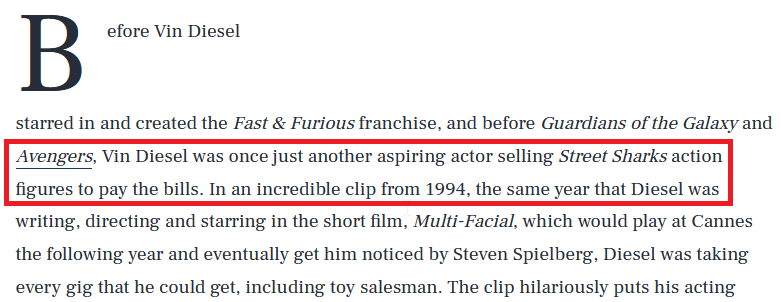 Before Vin Diesel
starred in and created the Fast & Furious franchise, and before Guardians of the Galaxy and
Avengers, Vin Diesel was once just another aspiring actor selling Street Sharks action
figures to pay the bills. In an incredible clip from 1994, the same year that Diesel was
writing, directing and starring in the short film, Multi-Facial, which would play at Cannes
the following year and eventually get him noticed by Steven Spielberg, Diesel was taking
every gig that he could get, including toy salesman. The clip hilariously puts his acting